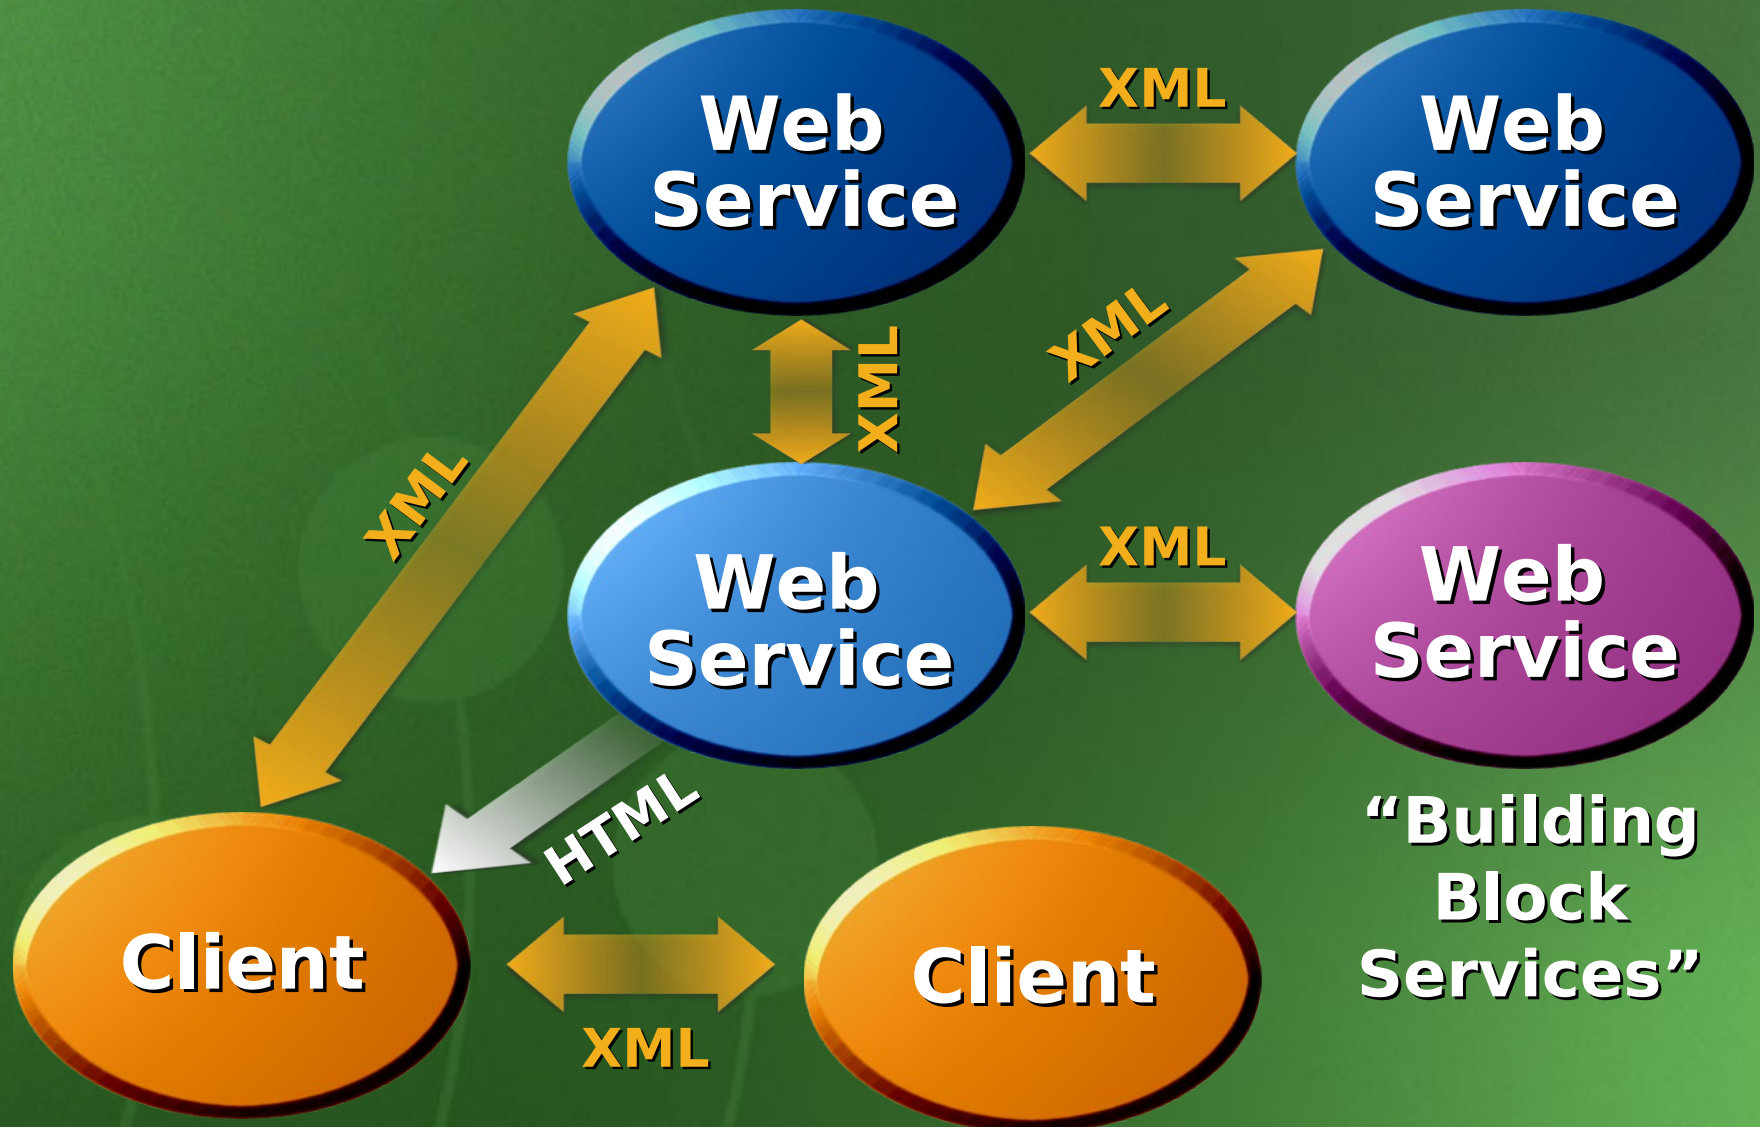 XML
Web
Service
Web
Service
XML
XML
XML
XML
Web
Service
Web
Service
HTML
“Building
Block
Services”
Client
Client
XML